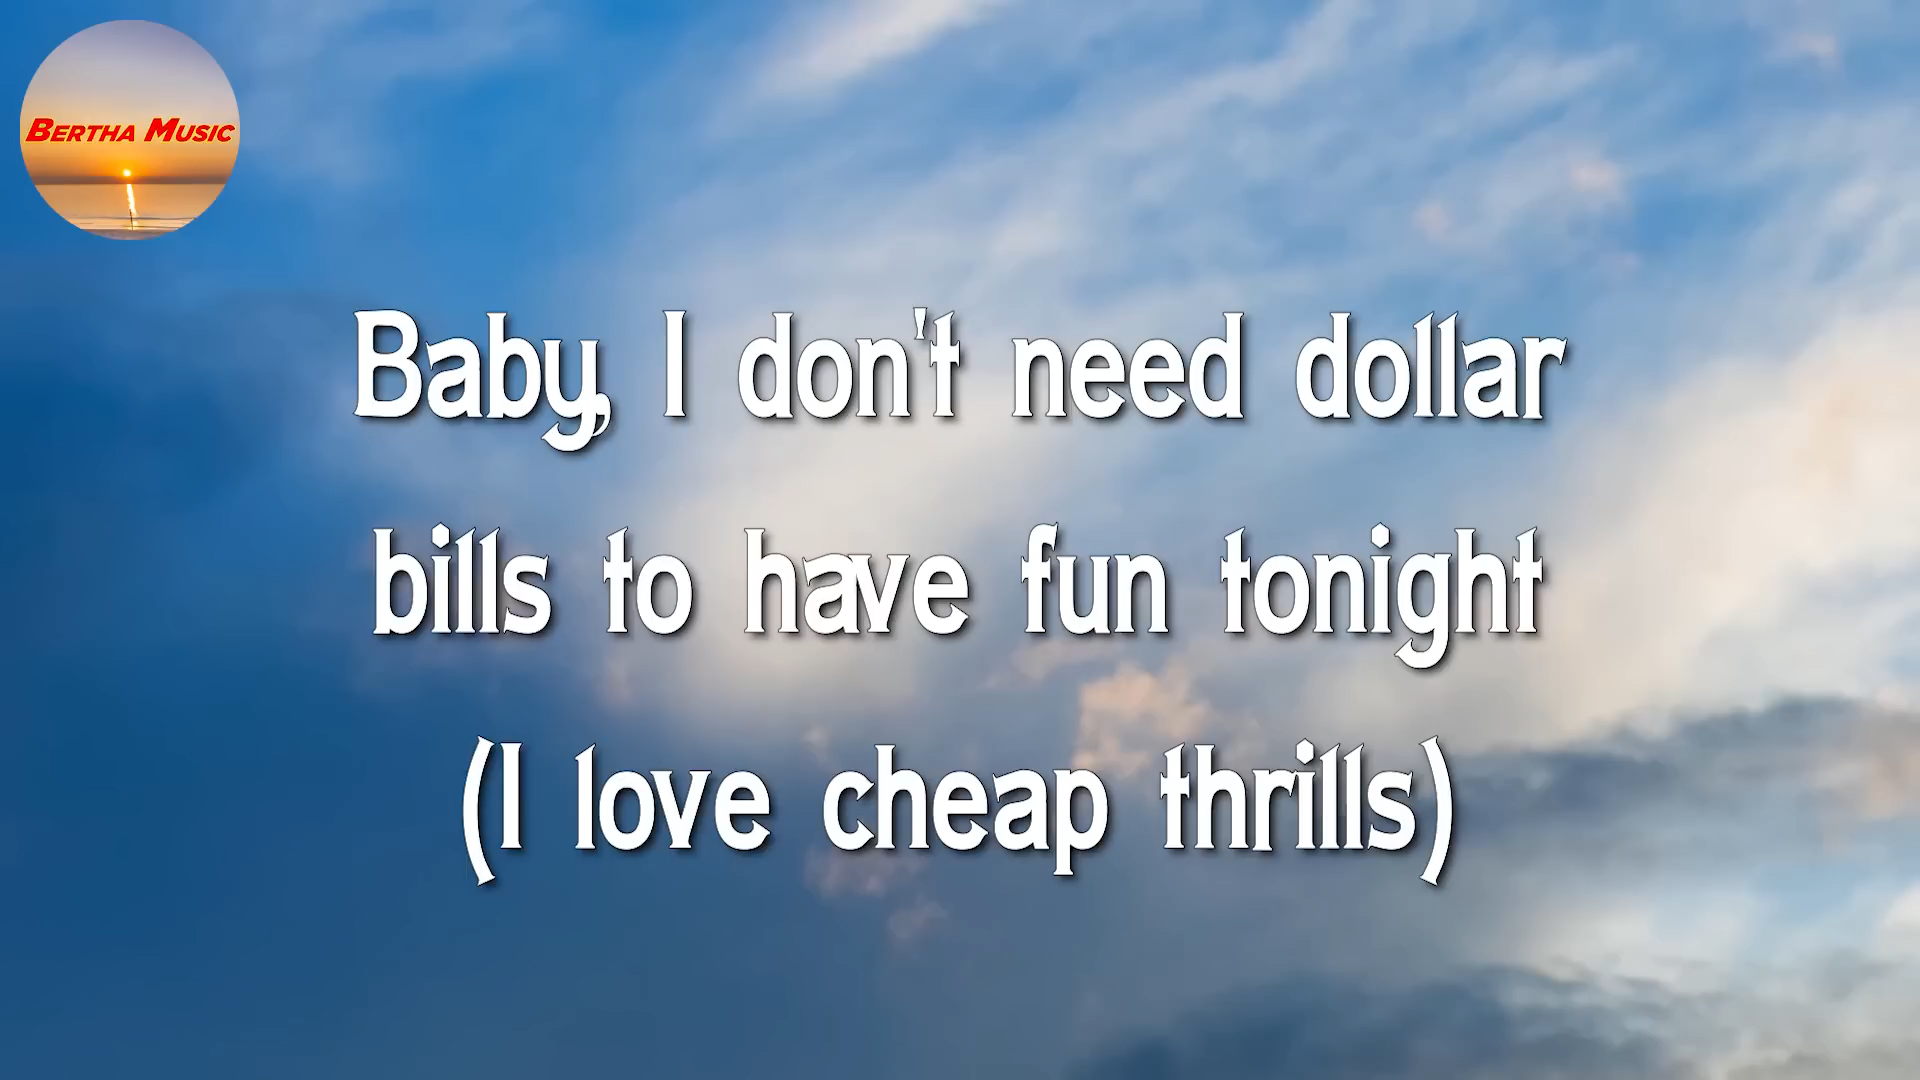 BERTHA MUSIC
Baby, I don't need dollar
bills to have fun tonight
(I love cheap thrills)